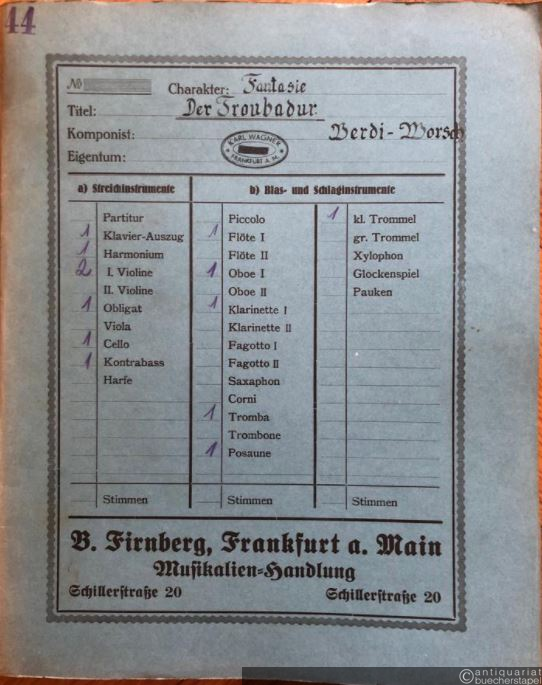 44
№
Charakter: Fantasie
Titel: Der Troubadur.
Komponist: Verdi-Worsch
Eigentum:
KARL WAGNER
FRANKFURT A. M.
a) Streichinstrumente
Partitur
1 Klavier-Auszug
1 Harmonium
2 I. Violine
II. Violine
1 Obligat
Viola
1 Cello
1 Kontrabass
Harfe
Stimmen
b) Blas- und Schlaginstrumente
Piccolo
1 Flöte I
Flöte II
1 Oboe I
Oboe II
1 Klarinette I
Klarinette II
Fagotto I
Fagotto II
Saxaphon
Corni
1 Tromba
Trombone
1 Posaune
Stimmen
1 kl. Trommel
gr. Trommel
Xylophon
Glockenspiel
Pauken
Stimmen
B. Firnberg, Frankfurt a. Main
Musikalien-Handlung
Schillerstraße 20 Schillerstraße 20
©antiquariat
buecherstapel